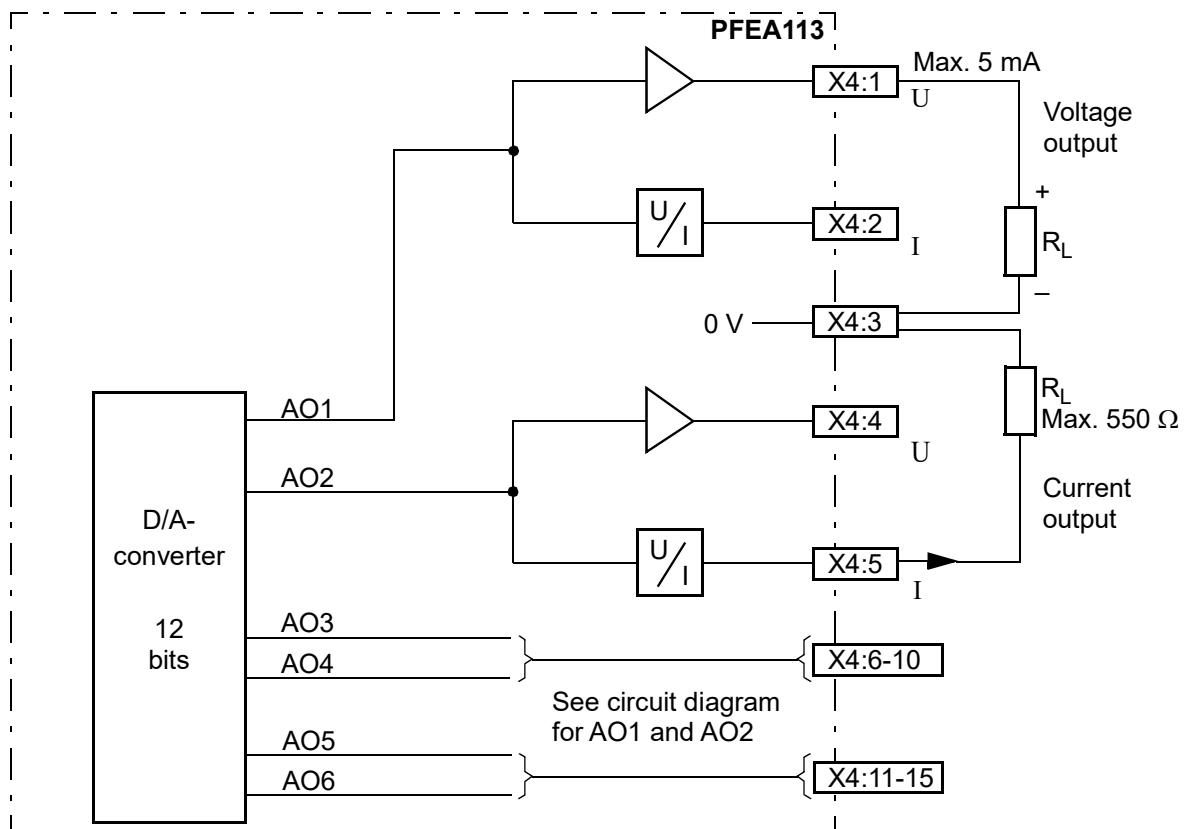 PFEA113
X4:1
Max. 5 mA
U
Voltage
output
+
U/I
X4:2
I
R_L
–
0 V
X4:3
R_L
Max. 550 Ω
AO1
X4:4
U
AO2
Current
output
D/A-
converter
12
bits
U/I
X4:5
I
AO3
AO4
X4:6-10
See circuit diagram
for AO1 and AO2
AO5
AO6
X4:11-15